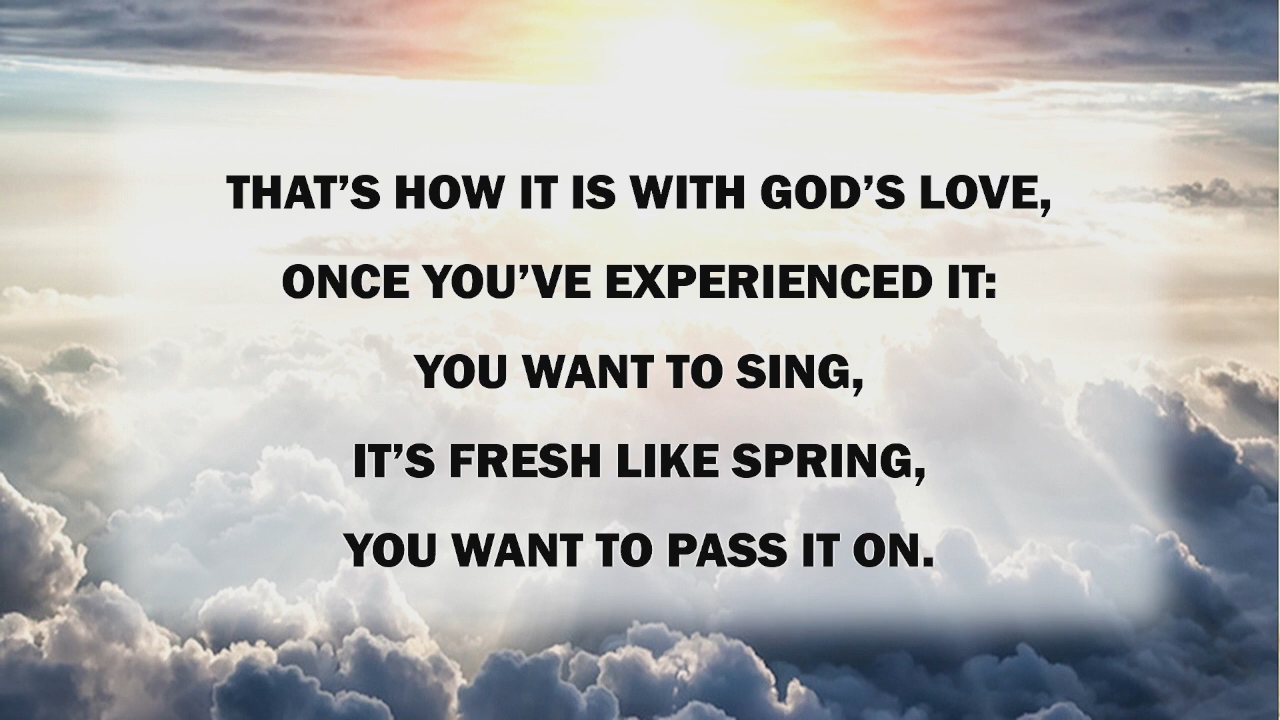 THAT’S HOW IT IS WITH GOD’S LOVE,
ONCE YOU’VE EXPERIENCED IT:
YOU WANT TO SING,
IT’S FRESH LIKE SPRING,
YOU WANT TO PASS IT ON.